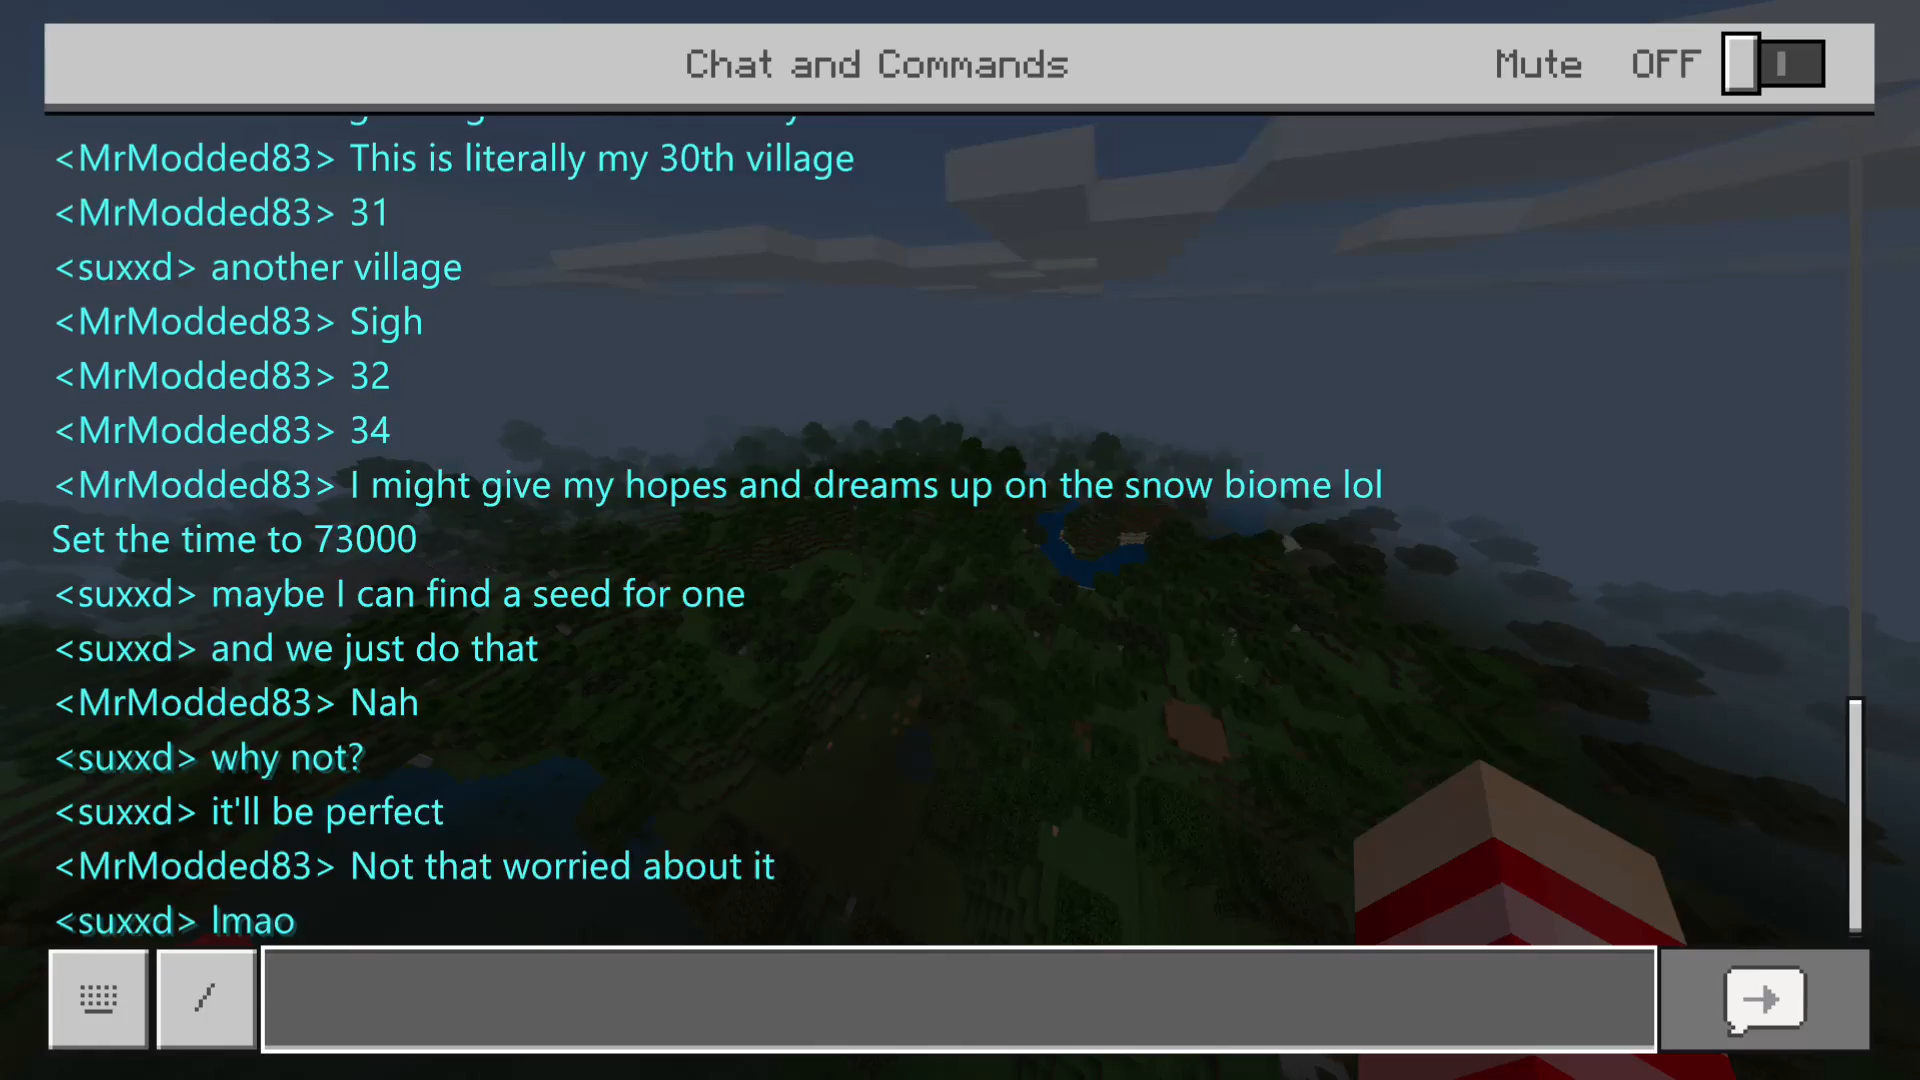 Chat and Commands Mute OFF
<MrModded83> This is literally my 30th village
<MrModded83> 31
<suxxd> another village
<MrModded83> Sigh
<MrModded83> 32
<MrModded83> 34
<MrModded83> I might give my hopes and dreams up on the snow biome lol
Set the time to 73000
<suxxd> maybe I can find a seed for one
<suxxd> and we just do that
<MrModded83> Nah
<suxxd> why not?
<suxxd> it'll be perfect
<MrModded83> Not that worried about it
<suxxd> lmao
/